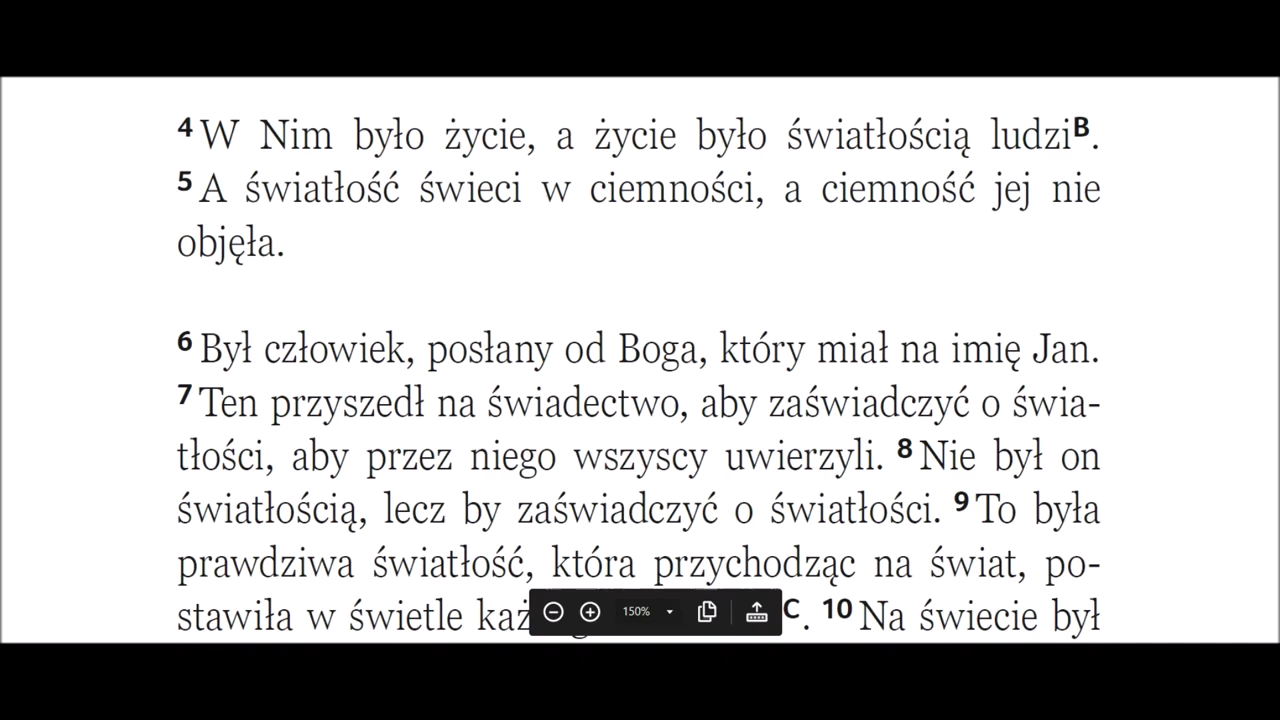 4 W Nim było życie, a życie było światłością ludziB.
5 A światłość świeci w ciemności, a ciemność jej nie
objęła.
6 Był człowiek, posłany od Boga, który miał na imię Jan.
7 Ten przyszedł na świadectwo, aby zaświadczyć o świa-
tłości, aby przez niego wszyscy uwierzyli. 8 Nie był on
światłością, lecz by zaświadczyć o światłości. 9 To była
prawdziwa światłość, która przychodząc na świat, po-
stawiła w świetle C. 10 Na świecie był
150%